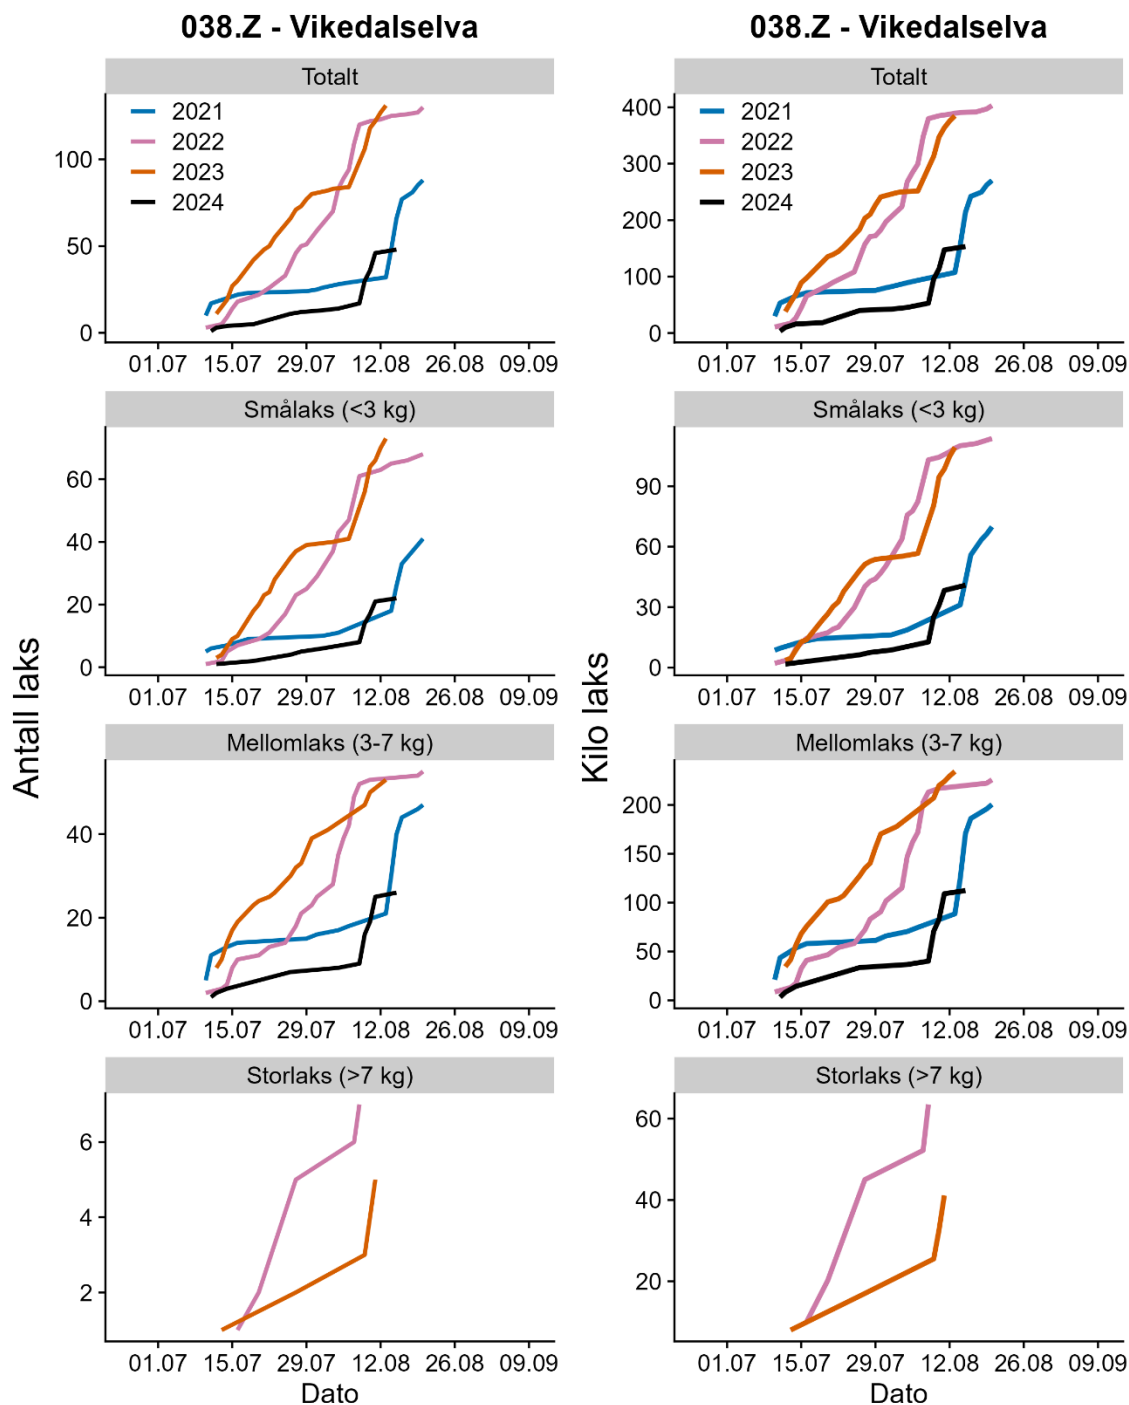 038.Z - Vikedalselva
Totalt
2021
2022
2023
2024
100
50
0
01.07 15.07 29.07 12.08 26.08 09.09
Smålaks (<3 kg)
60
40
20
0
01.07 15.07 29.07 12.08 26.08 09.09
Mellomlaks (3-7 kg)
40
20
0
01.07 15.07 29.07 12.08 26.08 09.09
Storlaks (>7 kg)
6
4
2
01.07 15.07 29.07 12.08 26.08 09.09
Dato
Antall laks
038.Z - Vikedalselva
Totalt
2021
2022
2023
2024
400
300
200
100
0
01.07 15.07 29.07 12.08 26.08 09.09
Smålaks (<3 kg)
90
60
30
0
01.07 15.07 29.07 12.08 26.08 09.09
Mellomlaks (3-7 kg)
200
150
100
50
0
01.07 15.07 29.07 12.08 26.08 09.09
Storlaks (>7 kg)
60
40
20
01.07 15.07 29.07 12.08 26.08 09.09
Dato
Kilo laks